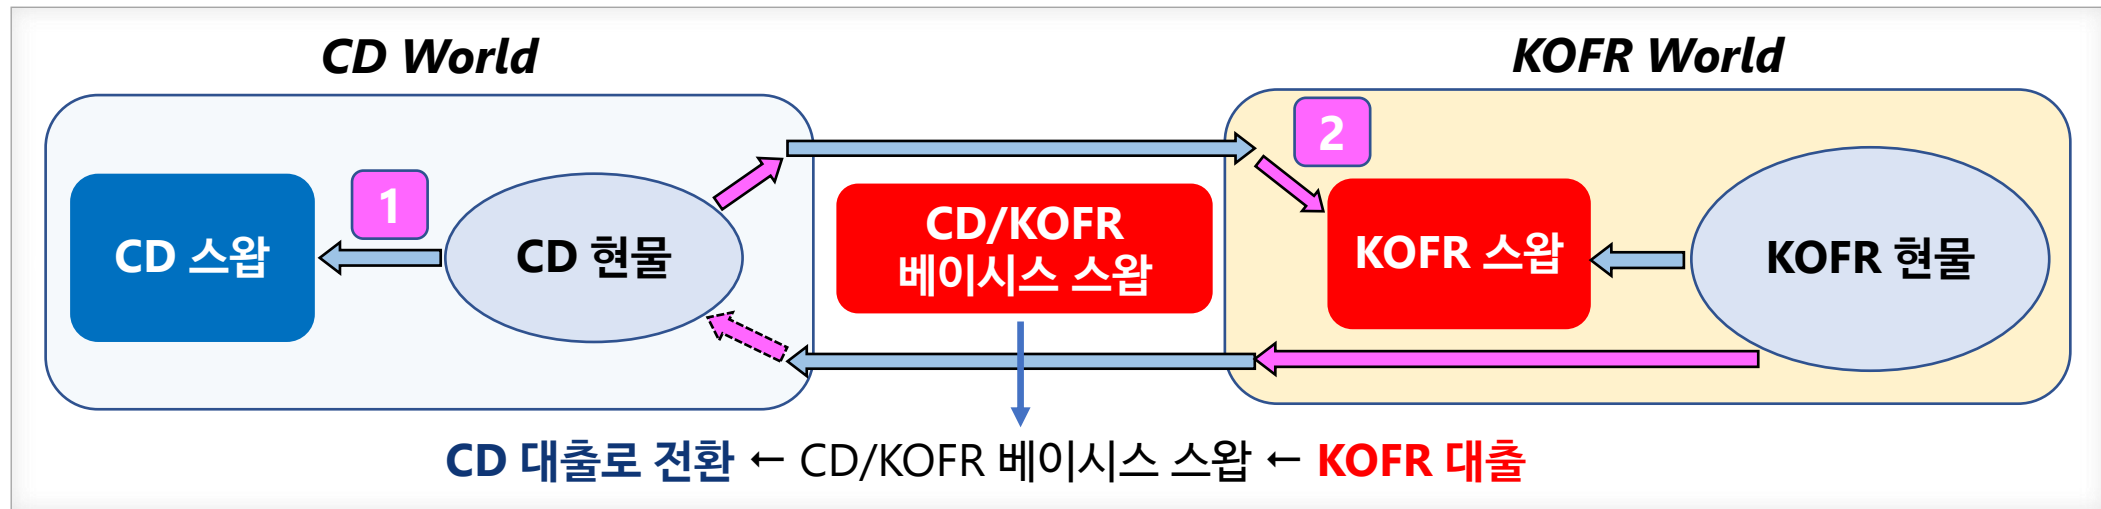 CD World
KOFR World
1
2
CD 스왑
CD 현물
CD/KOFR
베이시스 스왑
KOFR 스왑
KOFR 현물
CD 대출로 전환 ← CD/KOFR 베이시스 스왑 ← KOFR 대출